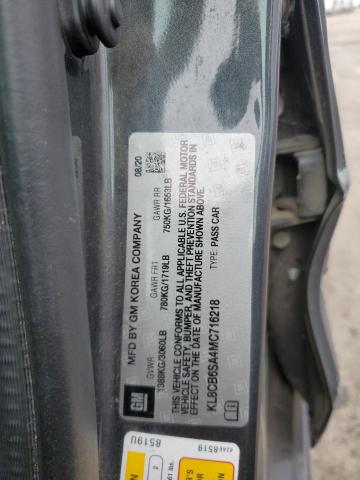 MFD BY GM KOREA COMPANY
08/20
GVWR
GAWR FRT
GAWR RR
1388KG/3060LB
780KG/1719LB
750KG/1653LB
THIS VEHICLE CONFORMS TO ALL APPLICABLE U.S. FEDERAL MOTOR
VEHICLE SAFETY, BUMPER, AND THEFT PREVENTION STANDARDS IN
EFFECT ON THE DATE OF MANUFACTURE SHOWN ABOVE.
KL8CB6SA4MC716218
TYPE: PASS CAR
GM
8519U
42448519